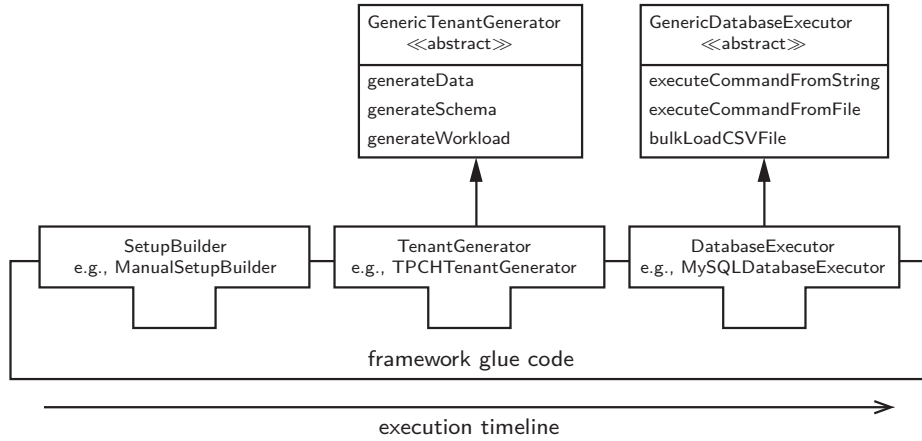 GenericTenantGenerator
≪abstract≫
generateData
generateSchema
generateWorkload
GenericDatabaseExecutor
≪abstract≫
executeCommandFromString
executeCommandFromFile
bulkLoadCSVFile
SetupBuilder
e.g., ManualSetupBuilder
TenantGenerator
e.g., TPCHTenantGenerator
DatabaseExecutor
e.g., MySQLDatabaseExecutor
framework glue code
execution timeline